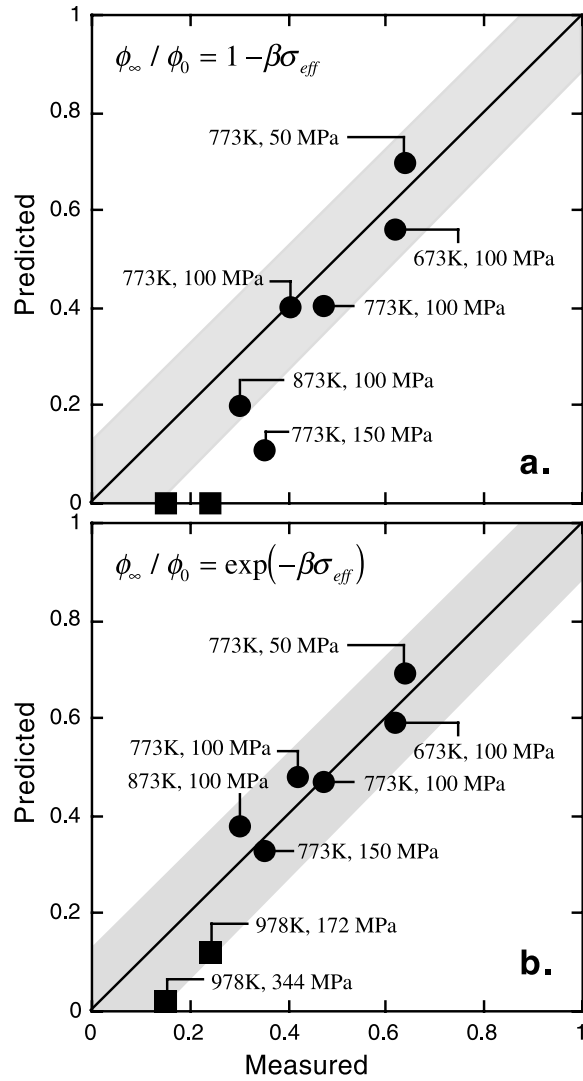 1
ϕ∞ / ϕ0 = 1 − βσeff
0.8
773K, 50 MPa
0.6
673K, 100 MPa
773K, 100 MPa
0.4
773K, 100 MPa
873K, 100 MPa
0.2
773K, 150 MPa
a.
0
Predicted
1
ϕ∞ / ϕ0 = exp(−βσeff)
0.8
773K, 50 MPa
0.6
773K, 100 MPa
673K, 100 MPa
873K, 100 MPa
773K, 100 MPa
0.4
773K, 150 MPa
0.2
978K, 172 MPa
978K, 344 MPa
b.
0
Predicted
0 0.2 0.4 0.6 0.8 1
Measured